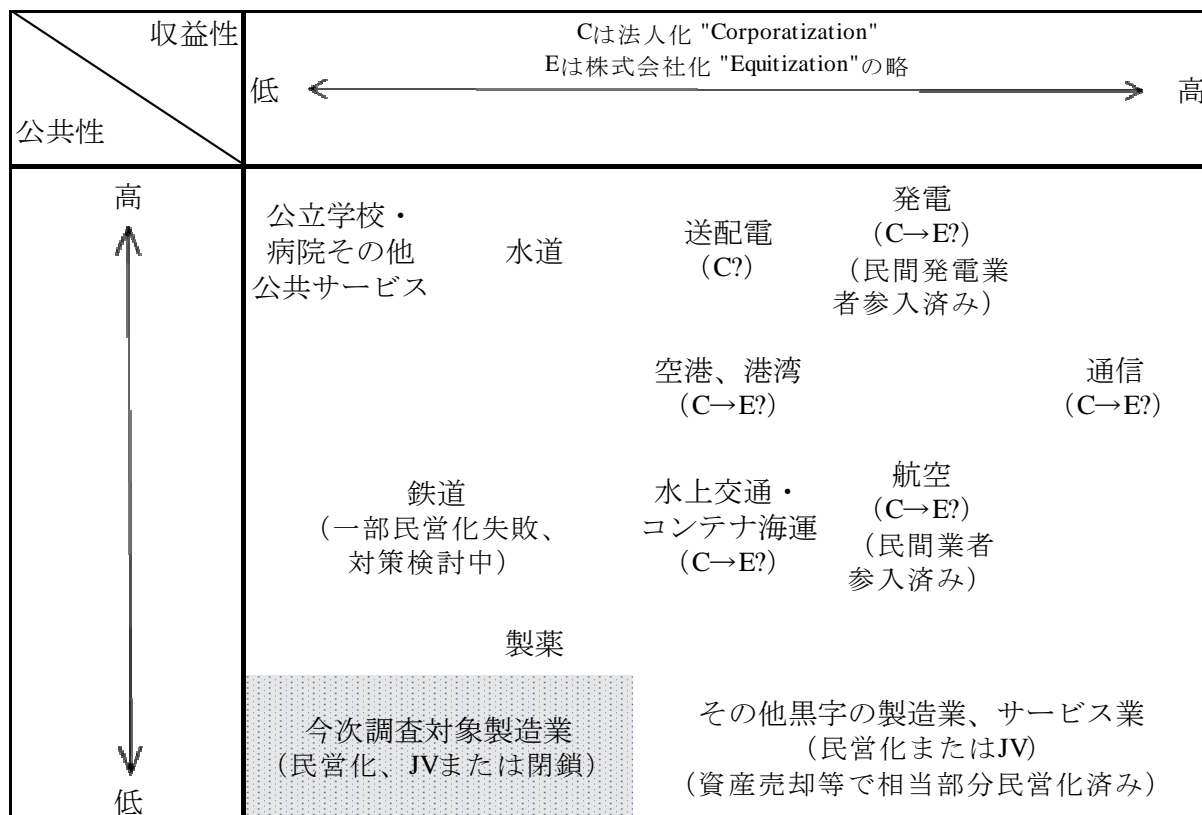 収益性
公共性
Cは法人化 "Corporatization"
Eは株式会社化 "Equitization"の略
低
高
高
低
公立学校・
病院その他
公共サービス
水道
送配電
（C?）
発電
（C→E?）
（民間発電業
者参入済み）
空港、港湾
（C→E?）
通信
（C→E?）
鉄道
（一部民営化失敗、
対策検討中）
水上交通・
コンテナ海運
（C→E?）
航空
（C→E?）
（民間業者
参入済み）
製薬
今次調査対象製造業
（民営化、JVまたは閉鎖）
その他黒字の製造業、サービス業
（民営化またはJV）
（資産売却等で相当部分民営化済み）